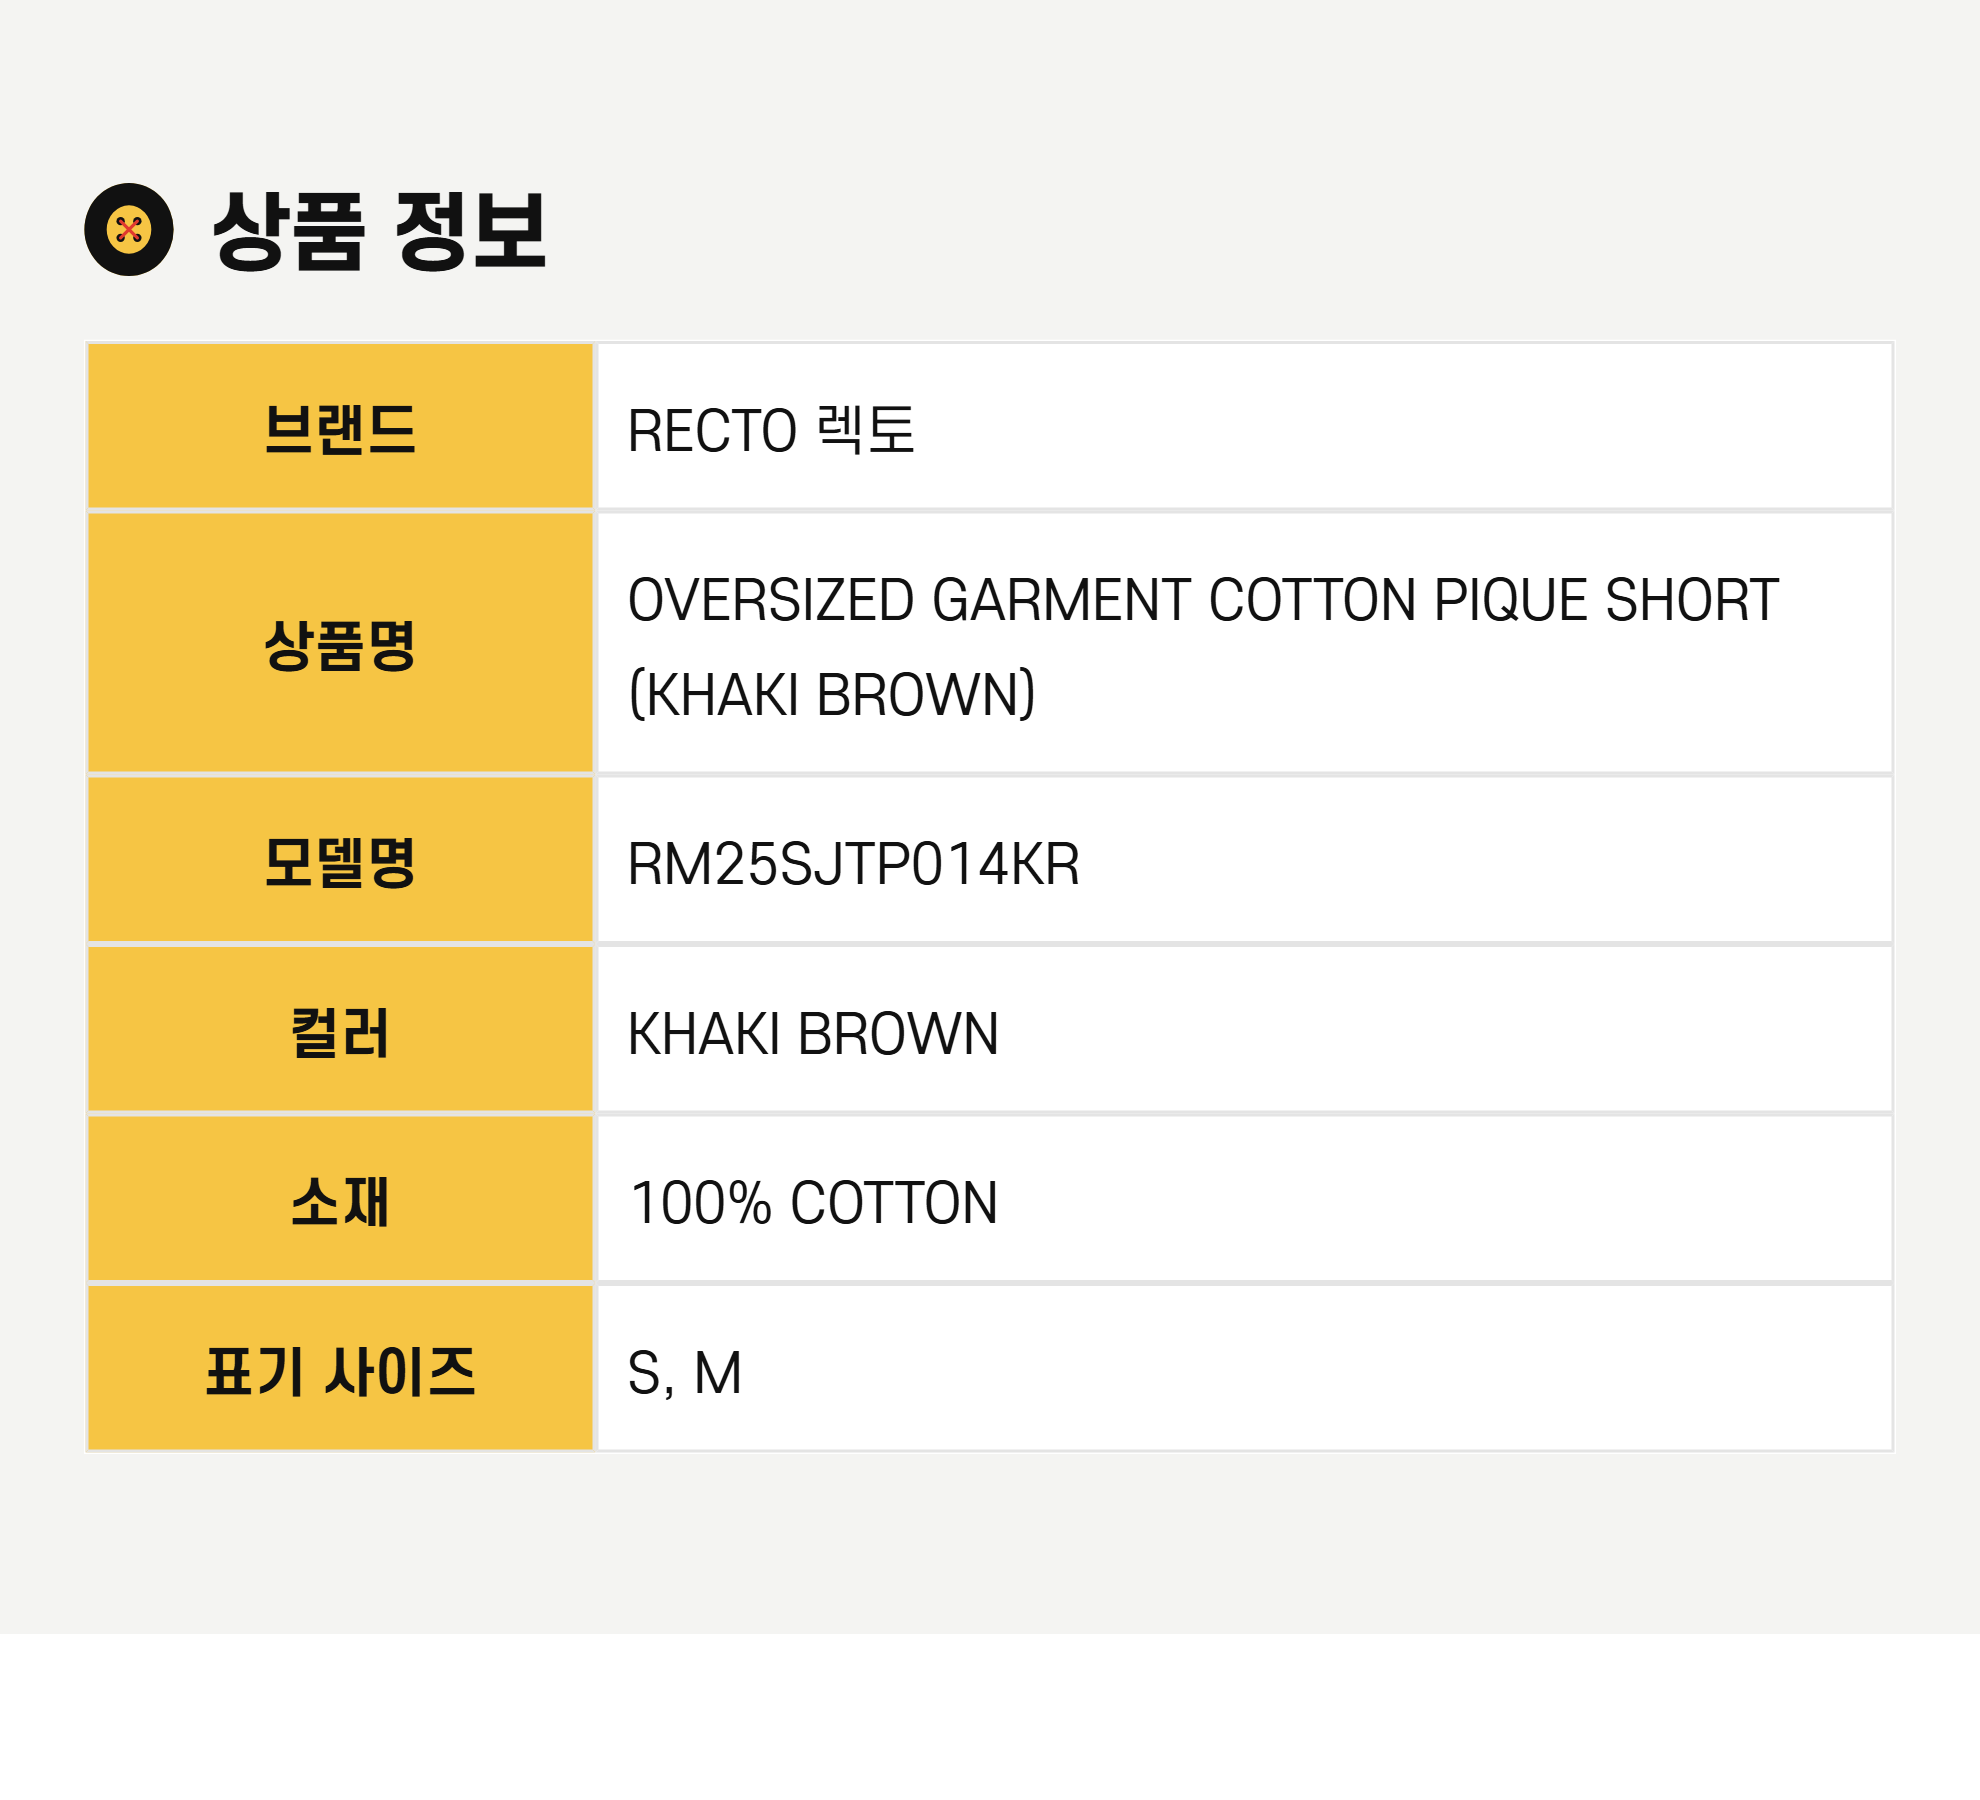 상품 정보
브랜드
RECTO 렉토
상품명
OVERSIZED GARMENT COTTON PIQUE SHORT
(KHAKI BROWN)
모델명
RM25SJTP014KR
컬러
KHAKI BROWN
소재
100% COTTON
표기 사이즈
S, M